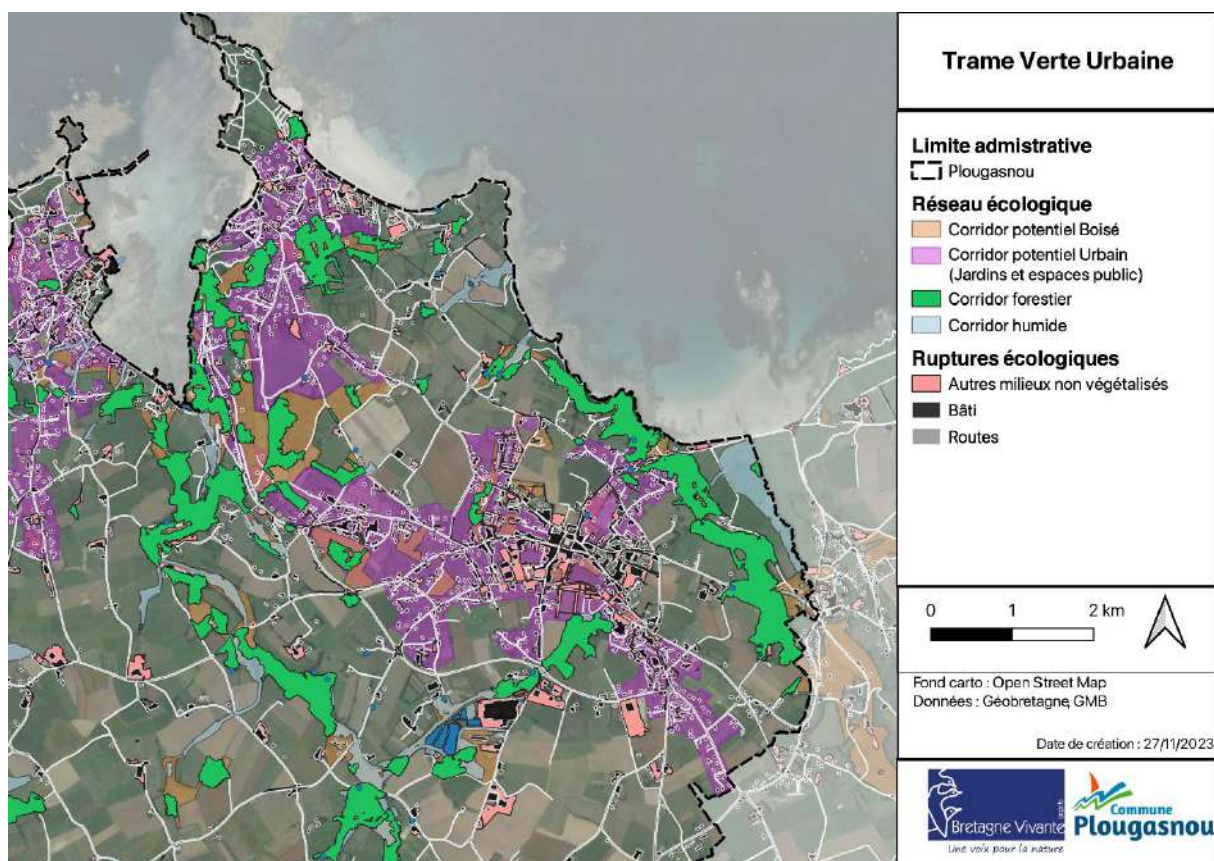 Trame Verte Urbaine
Limite admistrative
Plougasnou
Réseau écologique
Corridor potentiel Boisé
Corridor potentiel Urbain
(Jardins et espaces public)
Corridor forestier
Corridor humide
Ruptures écologiques
Autres milieux non végétalisés
Bâti
Routes
0 1 2 km
Fond carto : Open Street Map
Données : Géobretagne, GMB
Date de création : 27/11/2023
Bretagne Vivante
Une voix pour la nature
Commune
Plougasnou